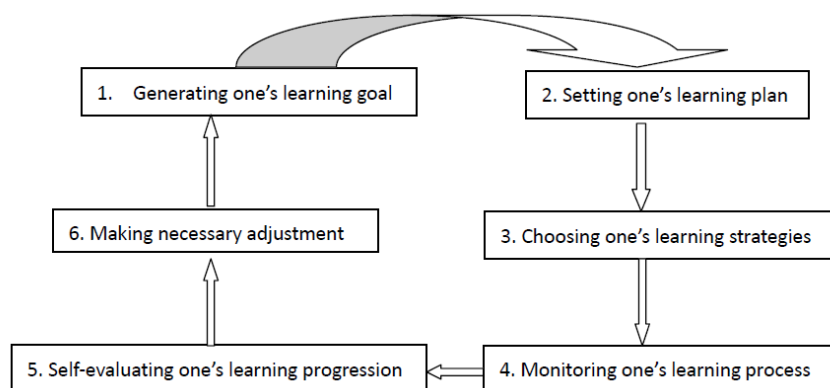 1. Generating one’s learning goal
2. Setting one’s learning plan
3. Choosing one’s learning strategies
4. Monitoring one’s learning process
5. Self-evaluating one’s learning progression
6. Making necessary adjustment